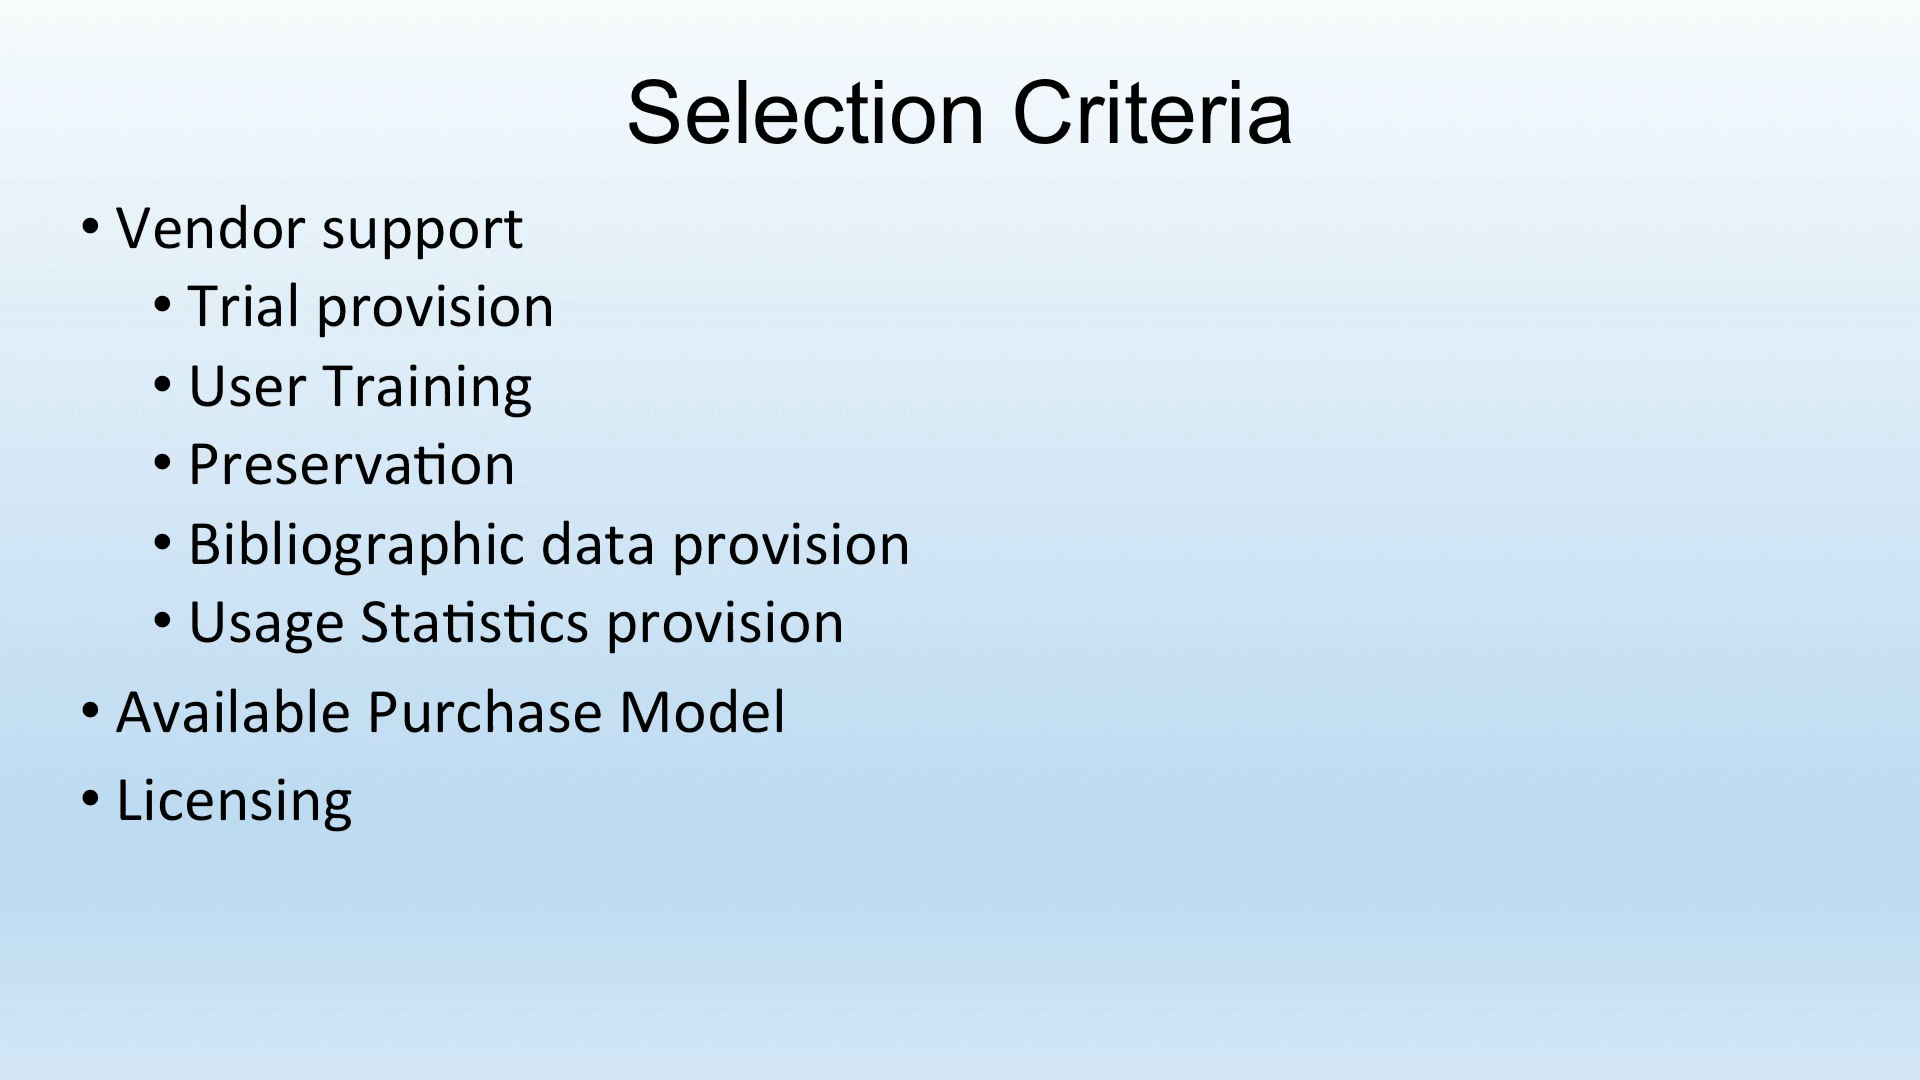 Selection Criteria
• Vendor support
• Trial provision
• User Training
• Preservation
• Bibliographic data provision
• Usage Statistics provision
• Available Purchase Model
• Licensing